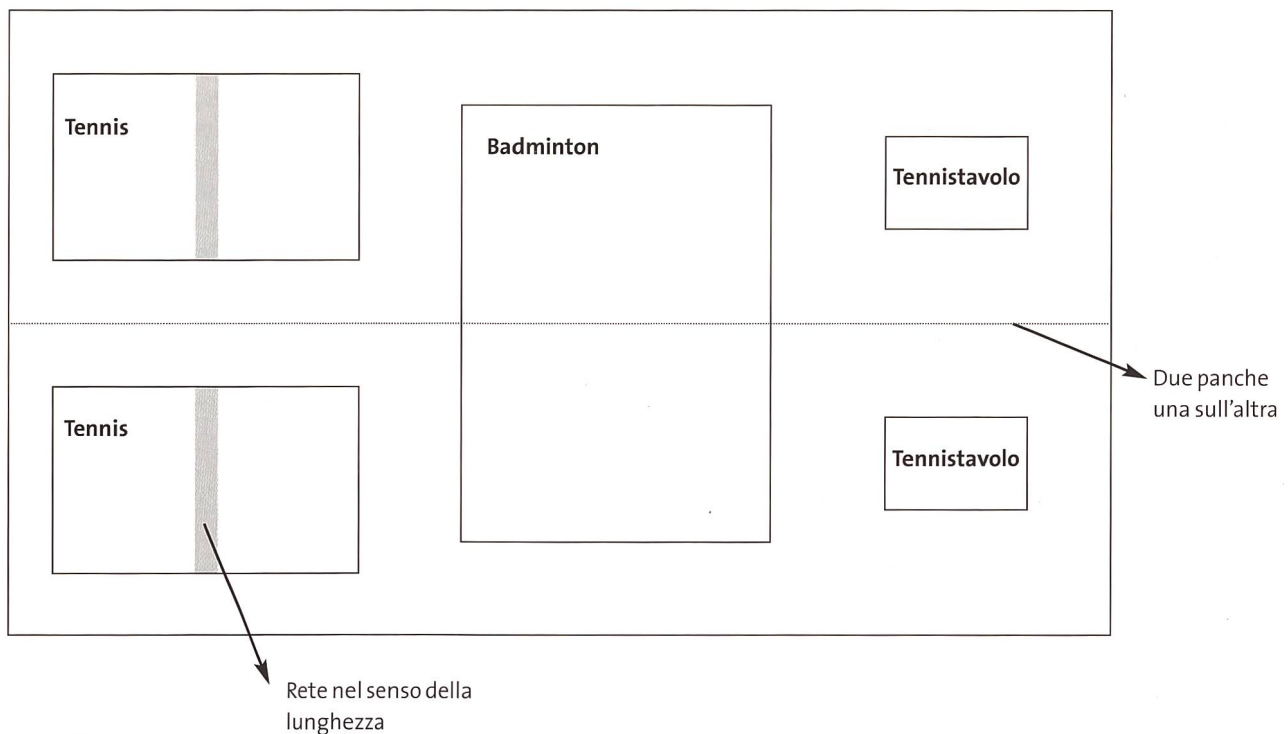 Tennis
Badminton
Tennistavolo
Due panche
una sull'altra
Tennis
Tennistavolo
Rete nel senso della
lunghezza